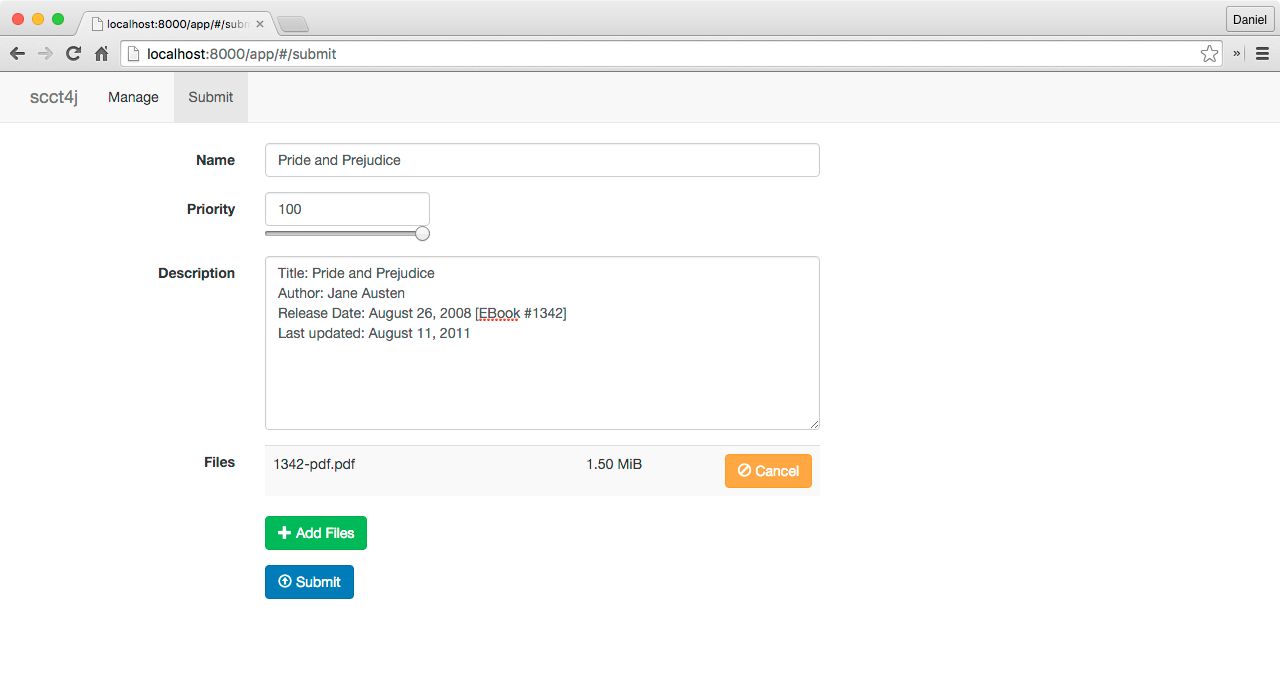 localhost:8000/app/#/subm
Daniel
localhost:8000/app/#/submit
»
scct4j Manage Submit
Name Pride and Prejudice
Priority 100
Description Title: Pride and Prejudice
Author: Jane Austen
Release Date: August 26, 2008 [EBook #1342]
Last updated: August 11, 2011
Files 1342-pdf.pdf 1.50 MiB Cancel
Add Files
Submit